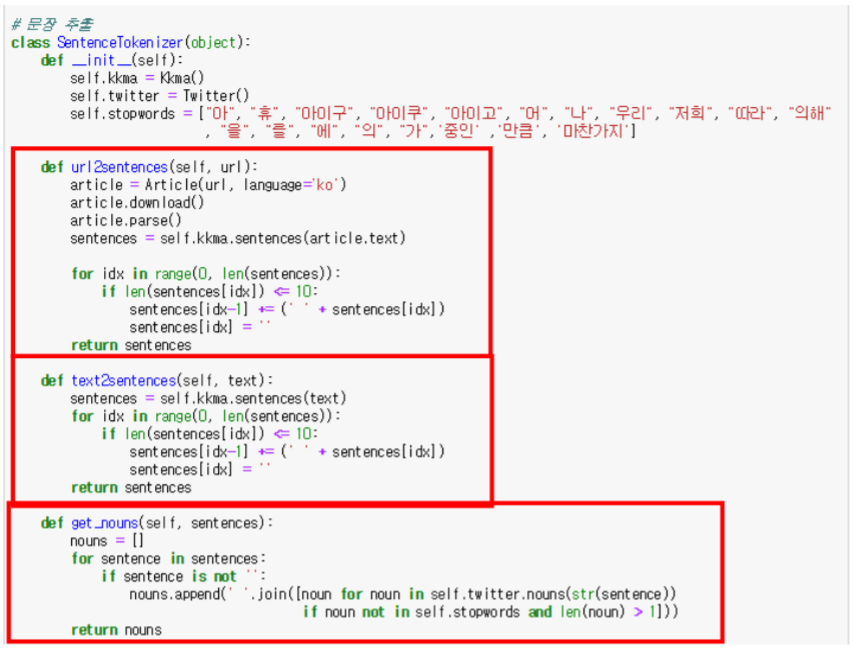 # 문장 추출
class SentenceTokenizer(object):
    def __init__(self):
        self.kkma = Kkma()
        self.twitter = Twitter()
        self.stopwords = ["아", "휴", "아이구", "아이쿠", "아이고", "어", "나", "우리", "저희", "따라", "의해"
                          , "을", "를", "에", "의", "가",'중인' ,'만큼', '마찬가지']
    def url2sentences(self, url):
        article = Article(url, language='ko')
        article.download()
        article.parse()
        sentences = self.kkma.sentences(article.text)
        for idx in range(0, len(sentences)):
            if len(sentences[idx]) <= 10:
                sentences[idx-1] += (' ' + sentences[idx])
                sentences[idx] = ''
        return sentences
    def text2sentences(self, text):
        sentences = self.kkma.sentences(text)
        for idx in range(0, len(sentences)):
            if len(sentences[idx]) <= 10:
                sentences[idx-1] += (' ' + sentences[idx])
                sentences[idx] = ''
        return sentences
    def get_nouns(self, sentences):
        nouns = []
        for sentence in sentences:
            if sentence is not '':
                nouns.append(' '.join([noun for noun in self.twitter.nouns(str(sentence))
                                       if noun not in self.stopwords and len(noun) > 1]))
        return nouns